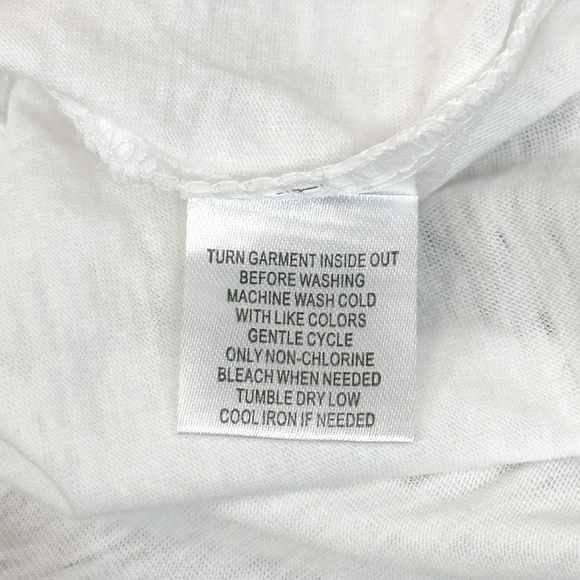 TURN GARMENT INSIDE OUT
BEFORE WASHING
MACHINE WASH COLD
WITH LIKE COLORS
GENTLE CYCLE
ONLY NON-CHLORINE
BLEACH WHEN NEEDED
TUMBLE DRY LOW
COOL IRON IF NEEDED